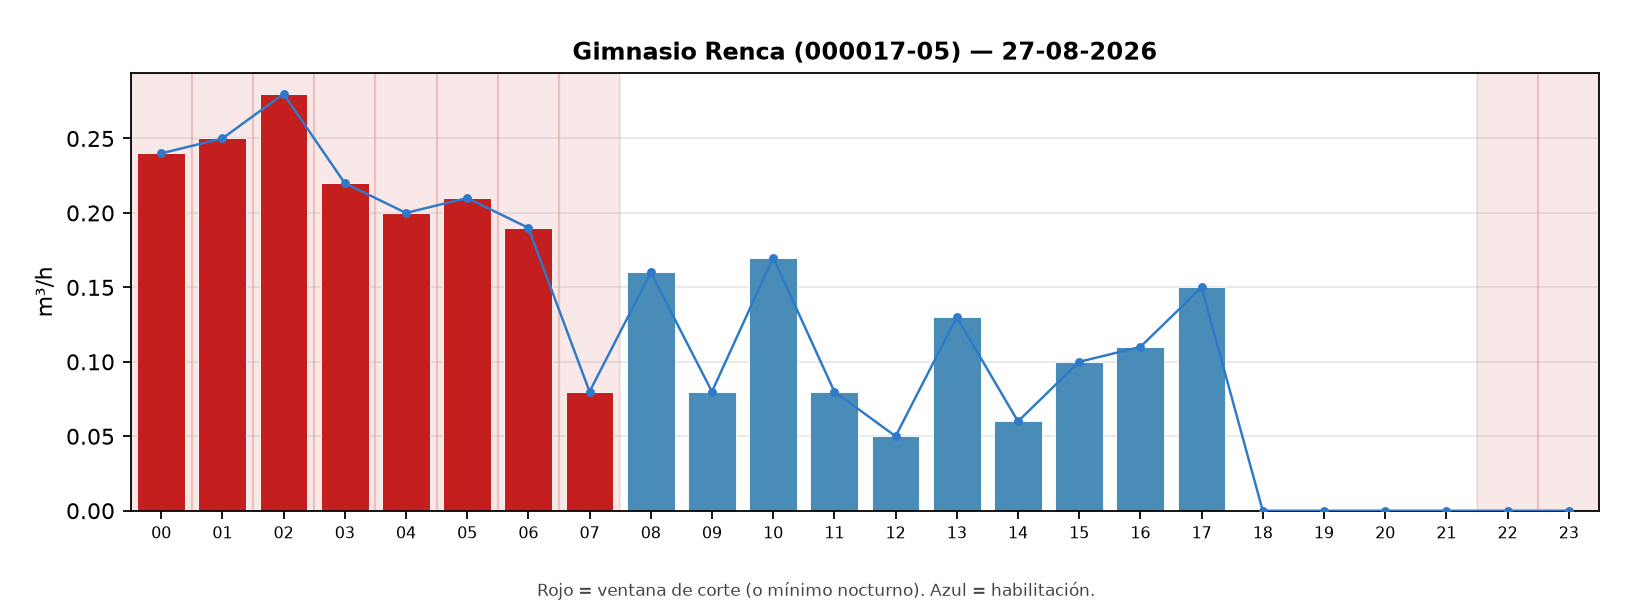 Gimnasio Renca (000017-05) — 27-08-2026
m³/h
0.25
0.20
0.15
0.10
0.05
0.00
00 01 02 03 04 05 06 07 08 09 10 11 12 13 14 15 16 17 18 19 20 21 22 23
Rojo = ventana de corte (o mínimo nocturno). Azul = habilitación.